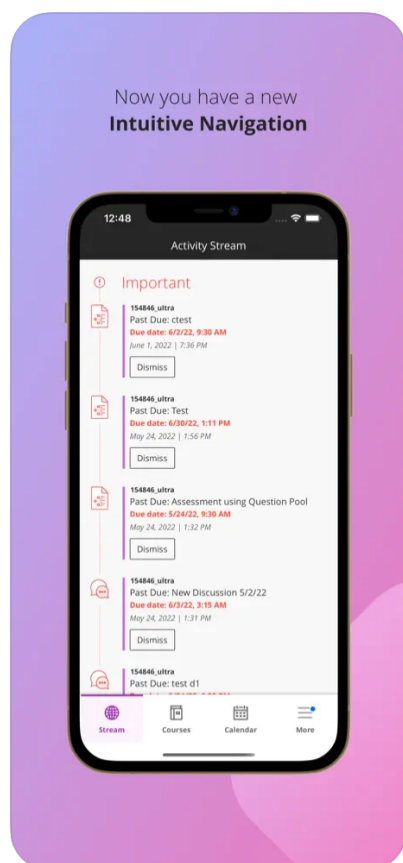 Now you have a new
Intuitive Navigation
12:48
Activity Stream
Important
154846_ultra
Past Due: ctest
Due date: 6/2/22, 9:30 AM
June 1, 2022 | 7:36 PM
Dismiss
154846_ultra
Past Due: Test
Due date: 6/30/22, 1:11 PM
May 24, 2022 | 1:56 PM
Dismiss
154846_ultra
Past Due: Assessment using Question Pool
Due date: 5/24/22, 9:30 AM
May 24, 2022 | 1:32 PM
Dismiss
154846_ultra
Past Due: New Discussion 5/2/22
Due date: 6/3/22, 3:15 AM
May 24, 2022 | 1:31 PM
Dismiss
154846_ultra
Past Due: test d1
Stream
Courses
Calendar
More